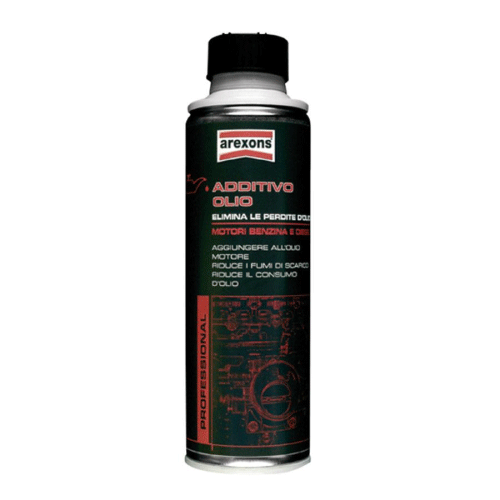 arexons
ADDITIVO
OLIO
ELIMINA LE PERDITE D'OLIO
MOTORI BENZINA E DIESEL
AGGIUNGERE ALL'OLIO
MOTORE
RIDUCE I FUMI DI SCARICO
RIDUCE IL CONSUMO
D'OLIO
PROFESSIONAL